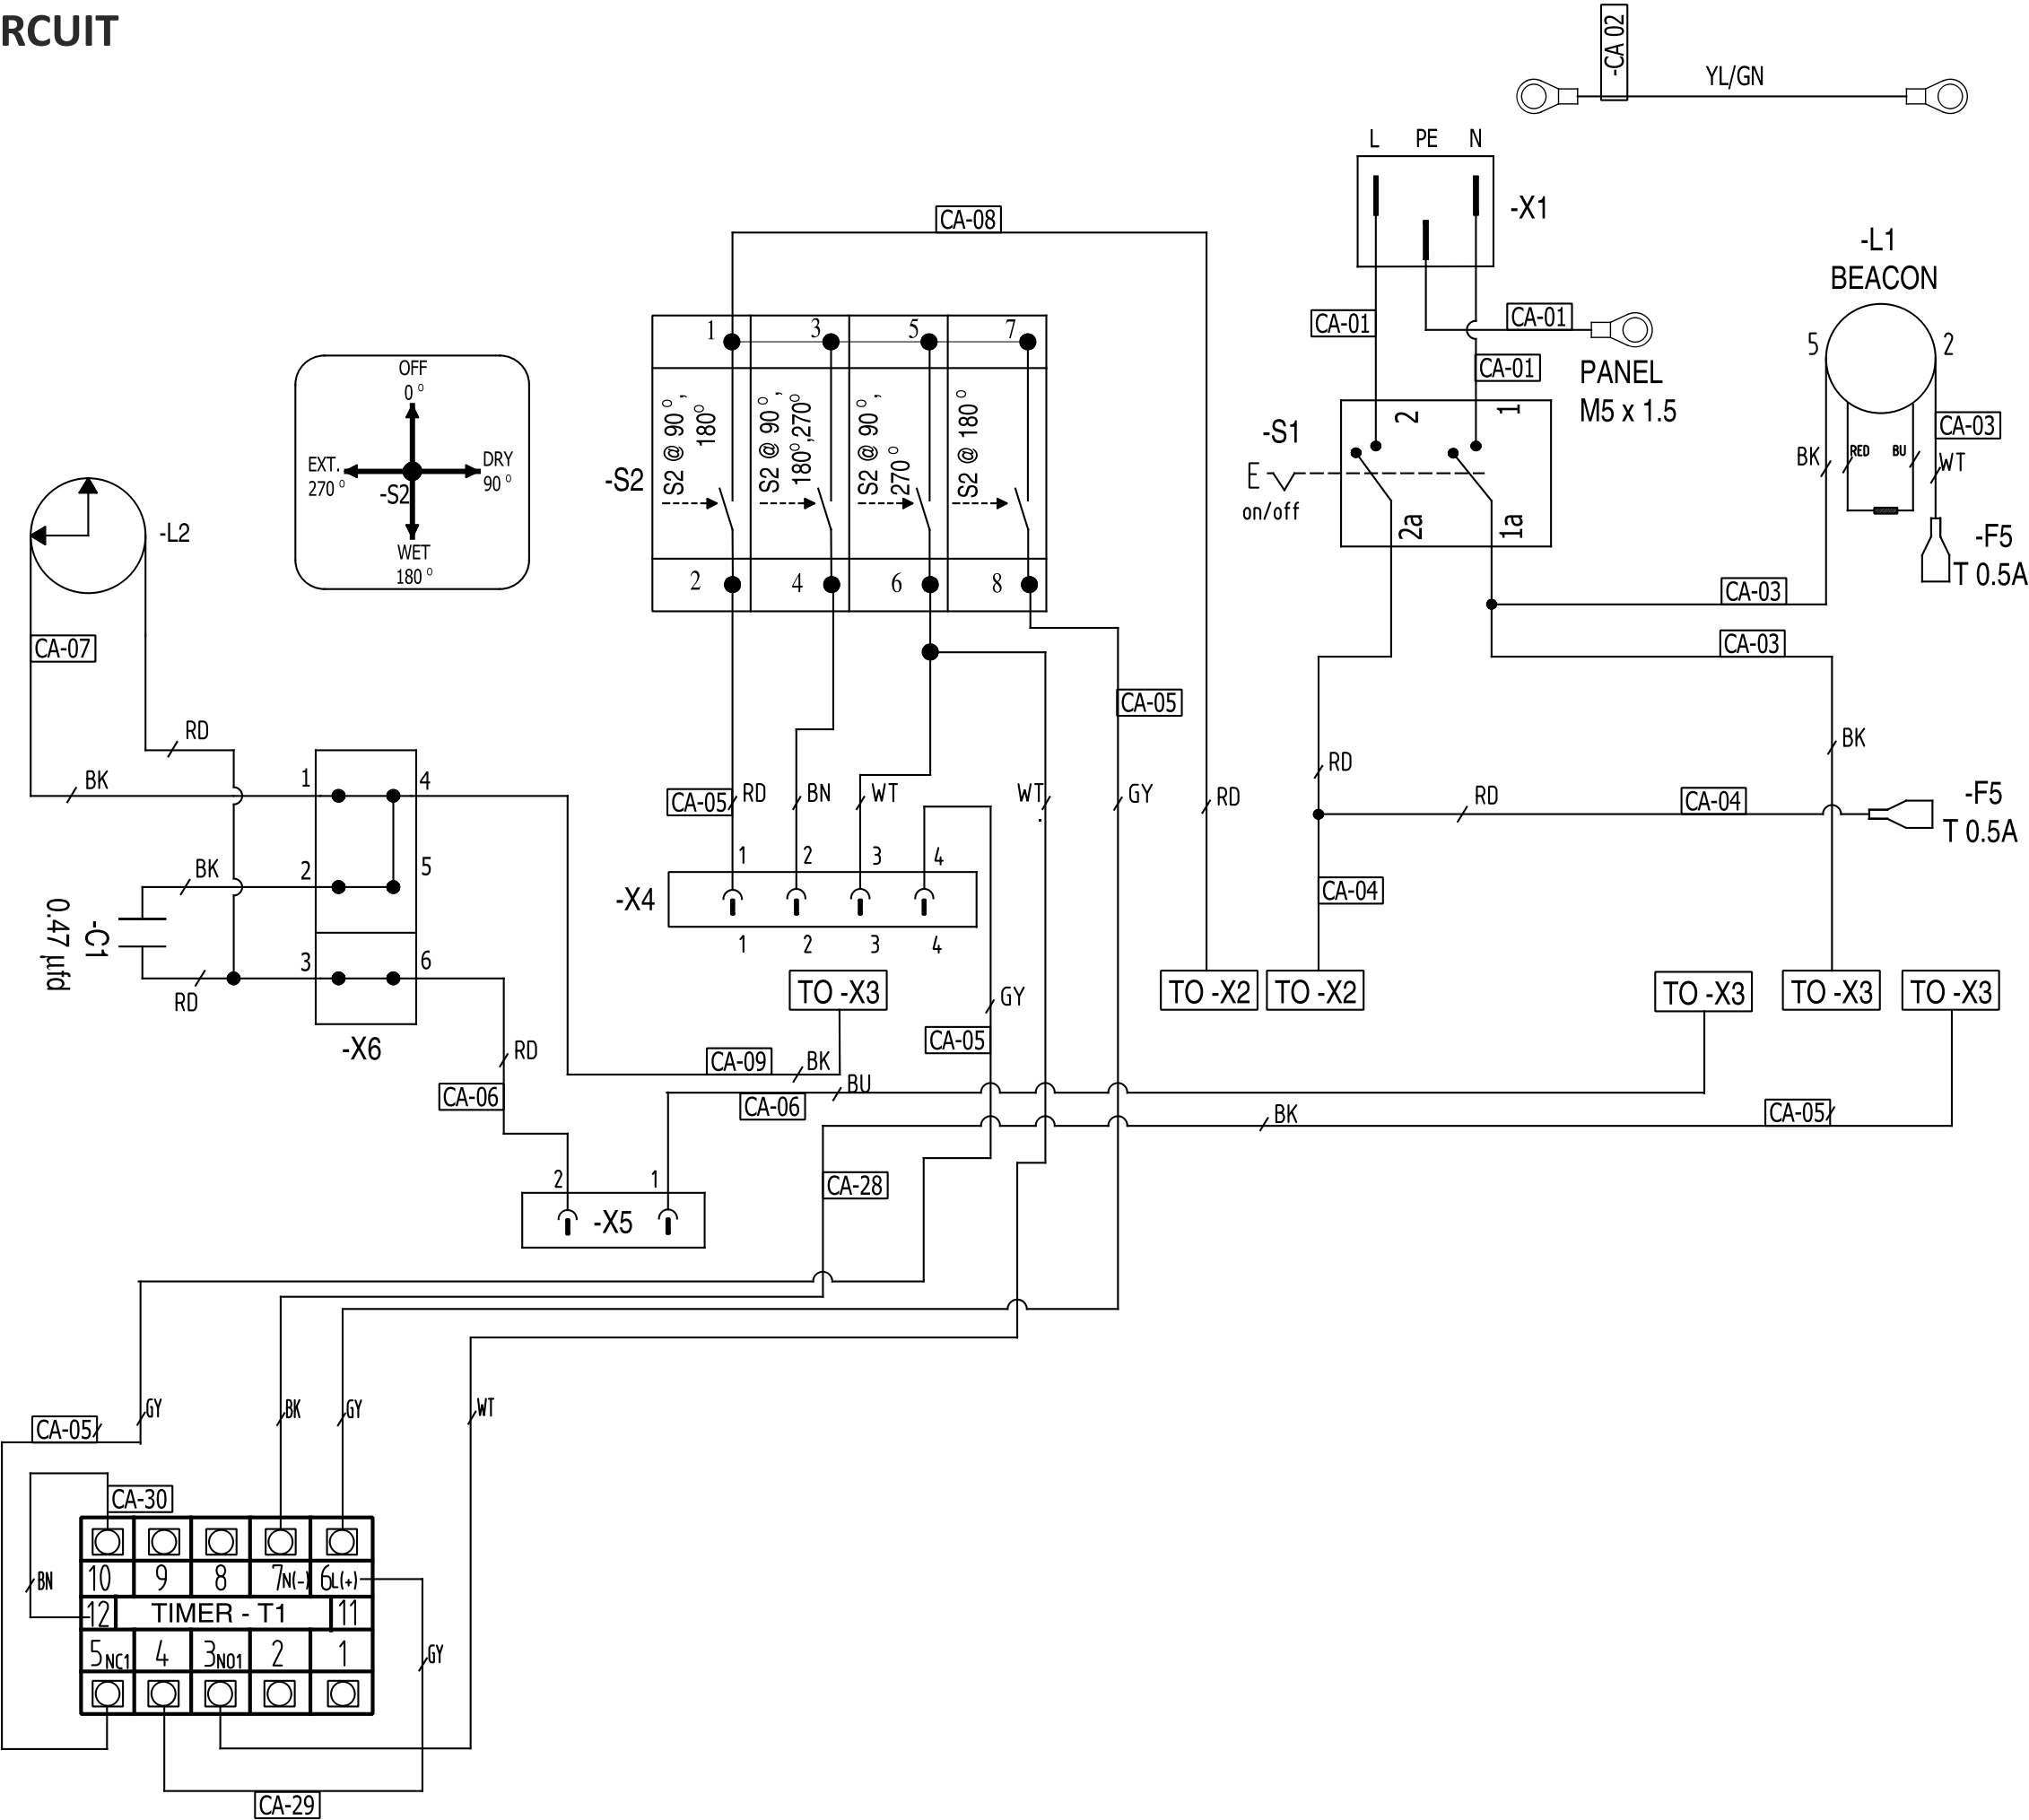 RCUIT
-CA 02
YL/GN
L PE N
-X1
CA-08
CA-01
CA-01
CA-01
PANEL
M5 x 1.5
-L1
BEACON
5
2
CA-03
BK
RED
BU
WT
-F5
T 0.5A
-S1
E
on/off
2
1
2a
1a
CA-03
CA-03
OFF
0 °
EXT.
270 °
DRY
90 °
-S2
WET
180 °
-L2
-S2
1
3
5
7
S2 @ 90°,
180°
S2 @ 90°,
180°,270°
S2 @ 90°,
270°
S2 @ 180°
2
4
6
8
CA-07
RD
BK
BK
RD
1
2
3
4
5
6
-X6
-C1
0.47 µfd
CA-05
RD
BN
WT
WT.
CA-05
GY
RD
RD
BK
RD
CA-04
-F5
T 0.5A
CA-04
1
2
3
4
-X4
1
2
3
4
TO -X3
TO -X2
TO -X2
TO -X3
TO -X3
TO -X3
GY
CA-05
CA-09
BK
RD
CA-06
CA-06
BU
BK
CA-05
CA-28
2
1
-X5
CA-05
GY
BK
GY
WT
CA-30
BN
10
9
8
7N(-)
6L(+)
12
TIMER - T1
11
5NC1
4
3NO1
2
1
GY
CA-29